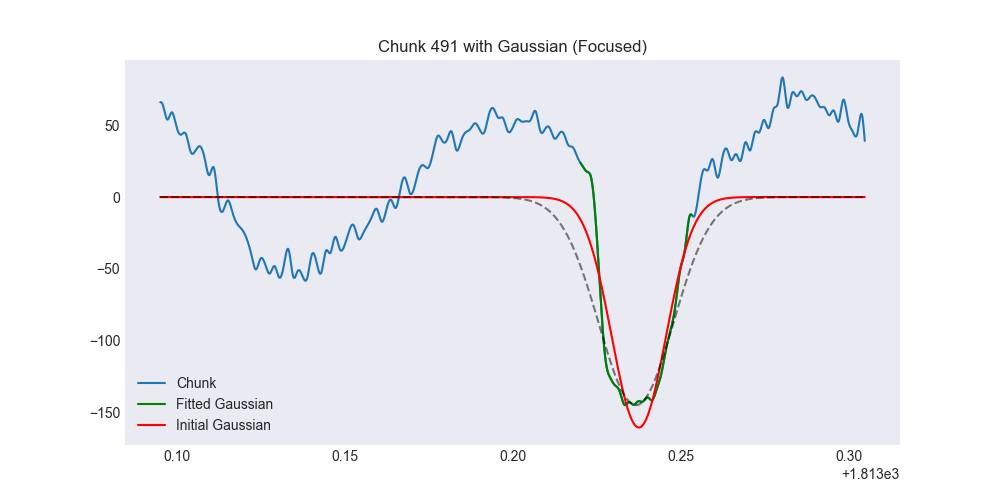 Chunk 491 with Gaussian (Focused)
50
0
−50
−100
−150
Chunk
Fitted Gaussian
Initial Gaussian
0.10 0.15 0.20 0.25 0.30
+1.813e3